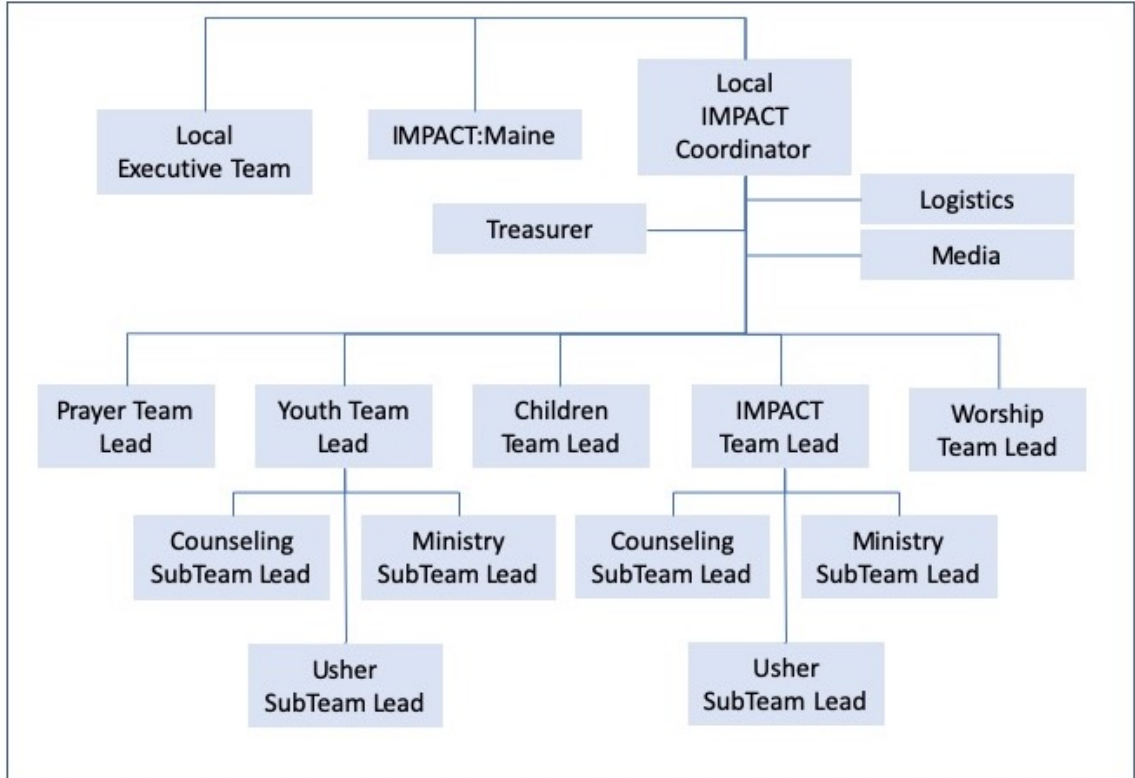 Local
Executive Team
IMPACT:Maine
Local
IMPACT
Coordinator
Treasurer
Logistics
Media
Prayer Team
Lead
Youth Team
Lead
Children
Team Lead
IMPACT
Team Lead
Worship
Team Lead
Counseling
SubTeam Lead
Ministry
SubTeam Lead
Counseling
SubTeam Lead
Ministry
SubTeam Lead
Usher
SubTeam Lead
Usher
SubTeam Lead